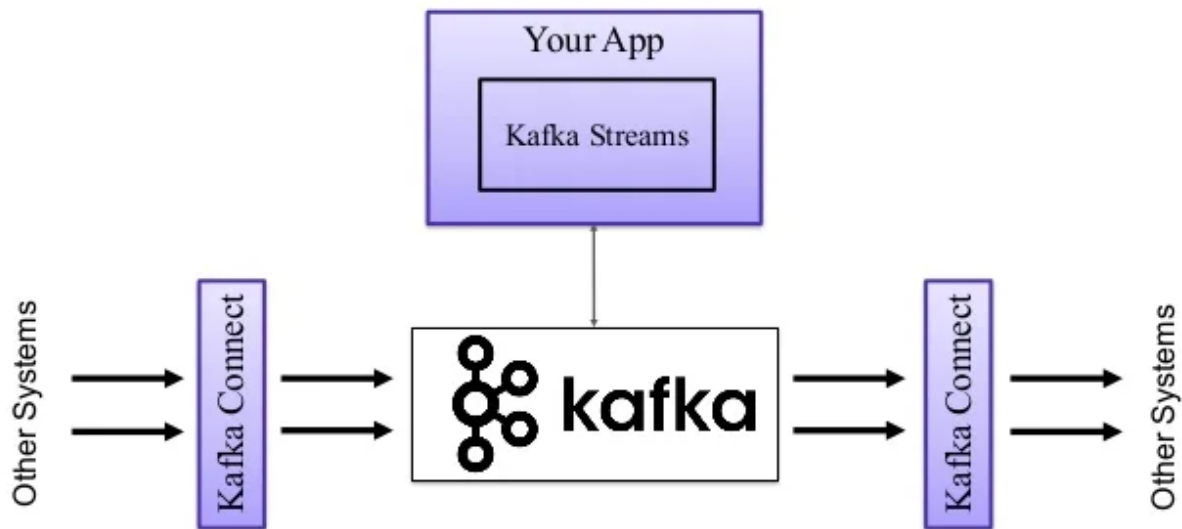 Your App
Kafka Streams
Other Systems
Kafka Connect
kafka
Kafka Connect
Other Systems